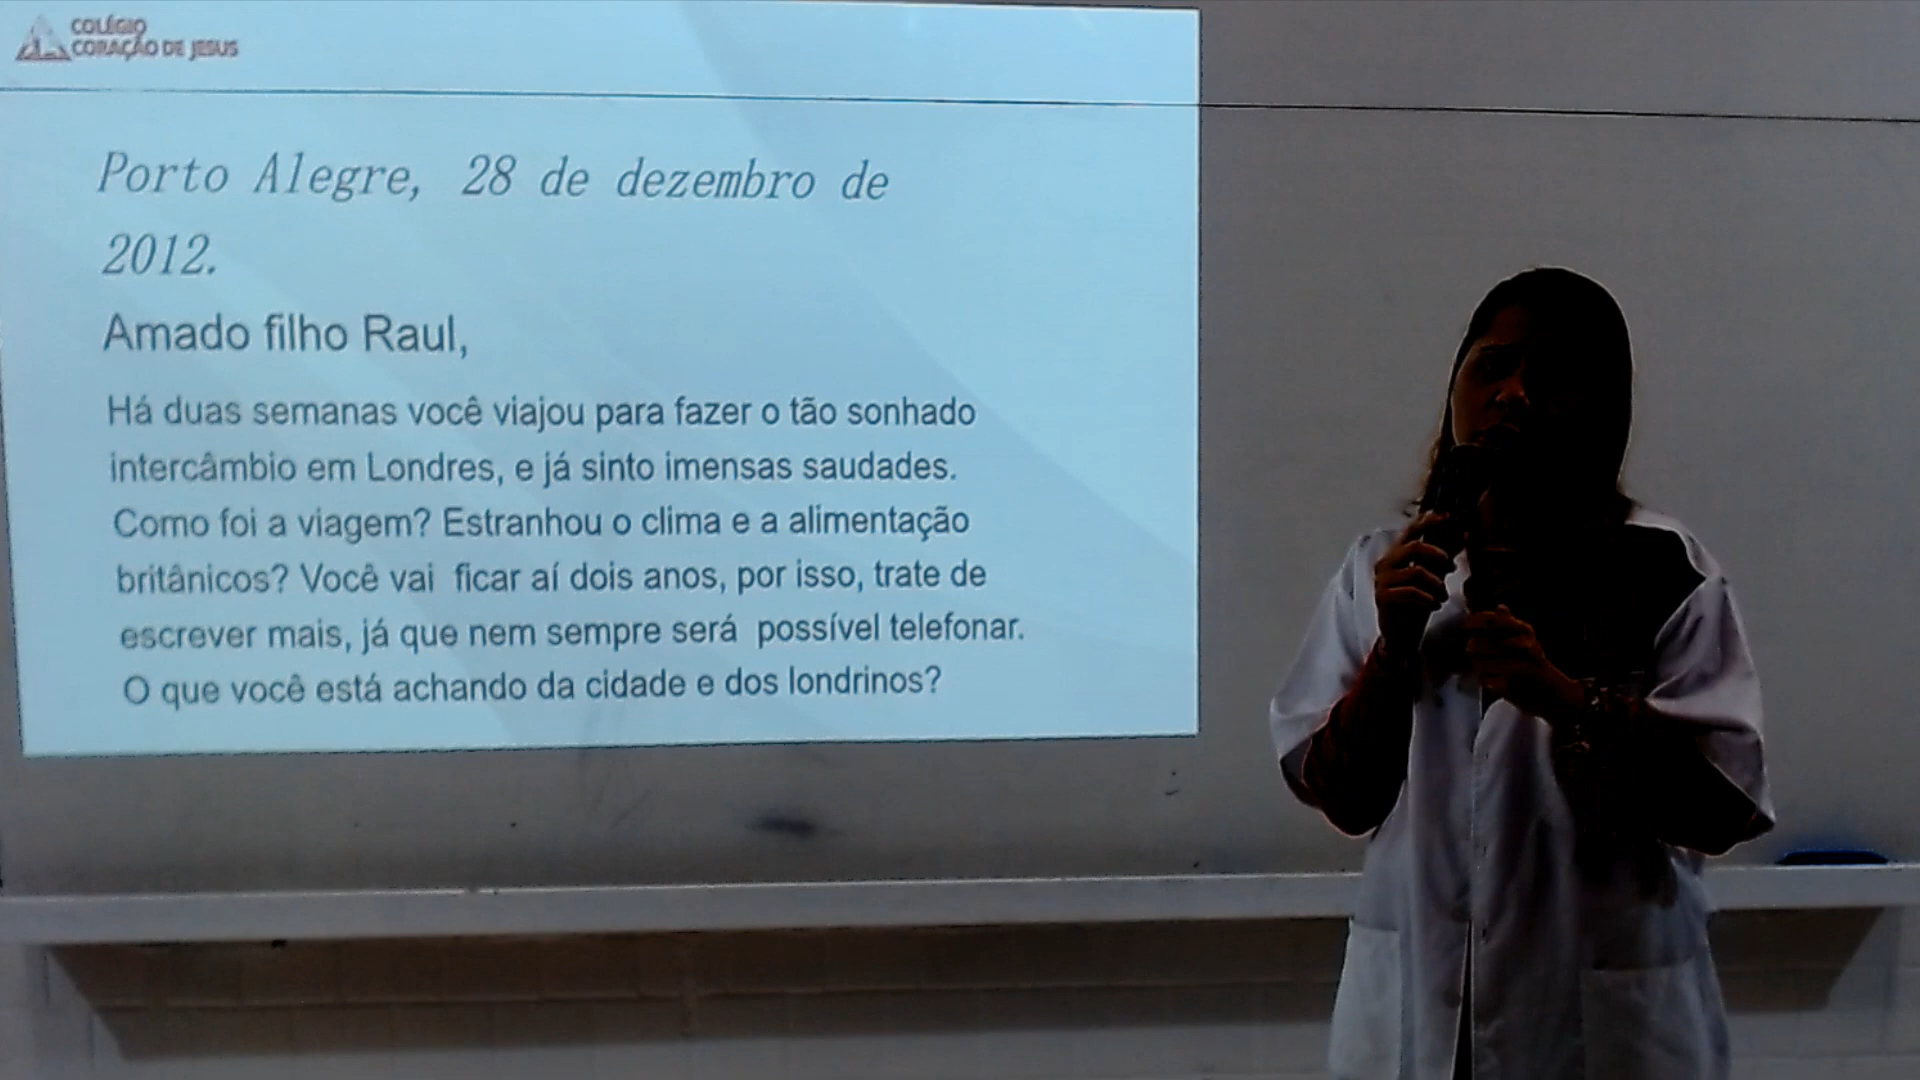 COLÉGIO
CORAÇÃO DE JESUS
Porto Alegre, 28 de dezembro de
2012.
Amado filho Raul,
Há duas semanas você viajou para fazer o tão sonhado
intercâmbio em Londres, e já sinto imensas saudades.
Como foi a viagem? Estranhou o clima e a alimentação
britânicos? Você vai ficar aí dois anos, por isso, trate de
escrever mais, já que nem sempre será possível telefonar.
O que você está achando da cidade e dos londrinos?